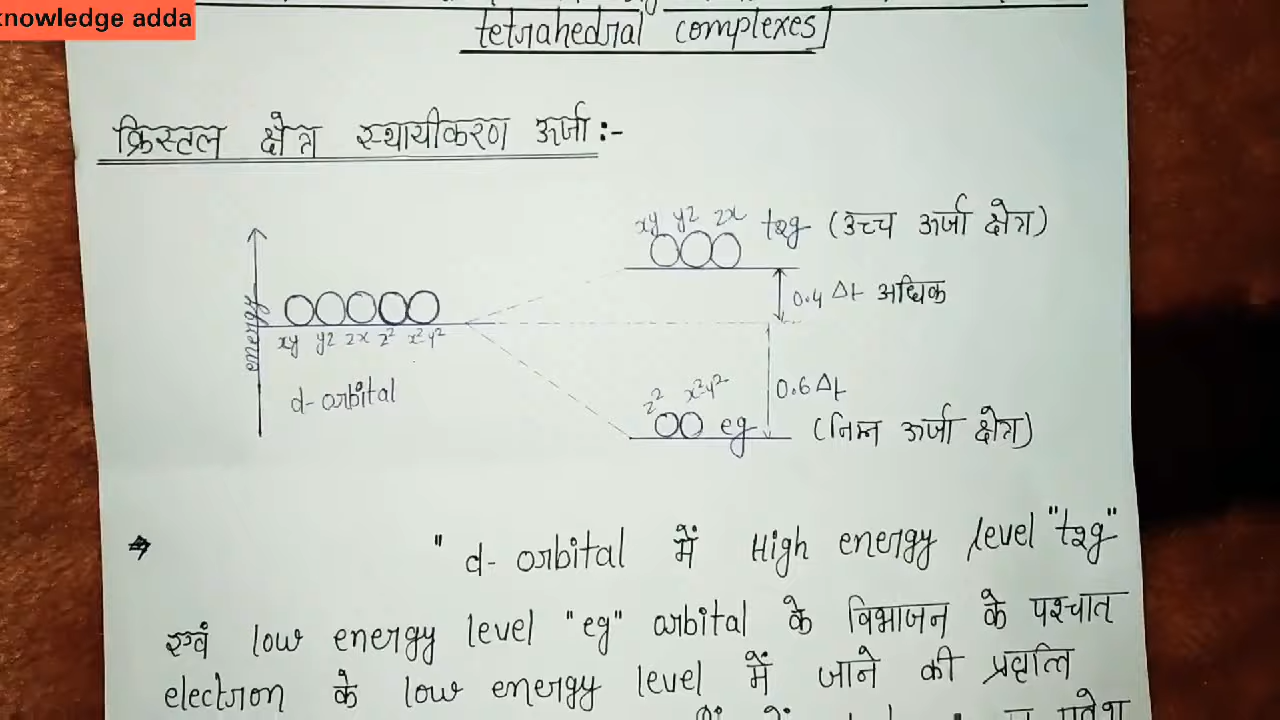 knowledge adda
tetrahedral complexes]
क्रिस्टल क्षेत्र स्थायीकरण ऊर्जा :-
xy yz zx t2g (उच्च ऊर्जा क्षेत्र)
0.4 Δt अधिक
energy
xy yz zx z² x²y²
d-orbital
z² x²y²
0.6 Δt
eg (निम्न ऊर्जा क्षेत्र)
⇒ " d-orbital में High energy level "t2g"
एवं low energy level "eg" orbital के विभाजन के पश्चात
electron के low energy level में जाने की प्रवृत्ति